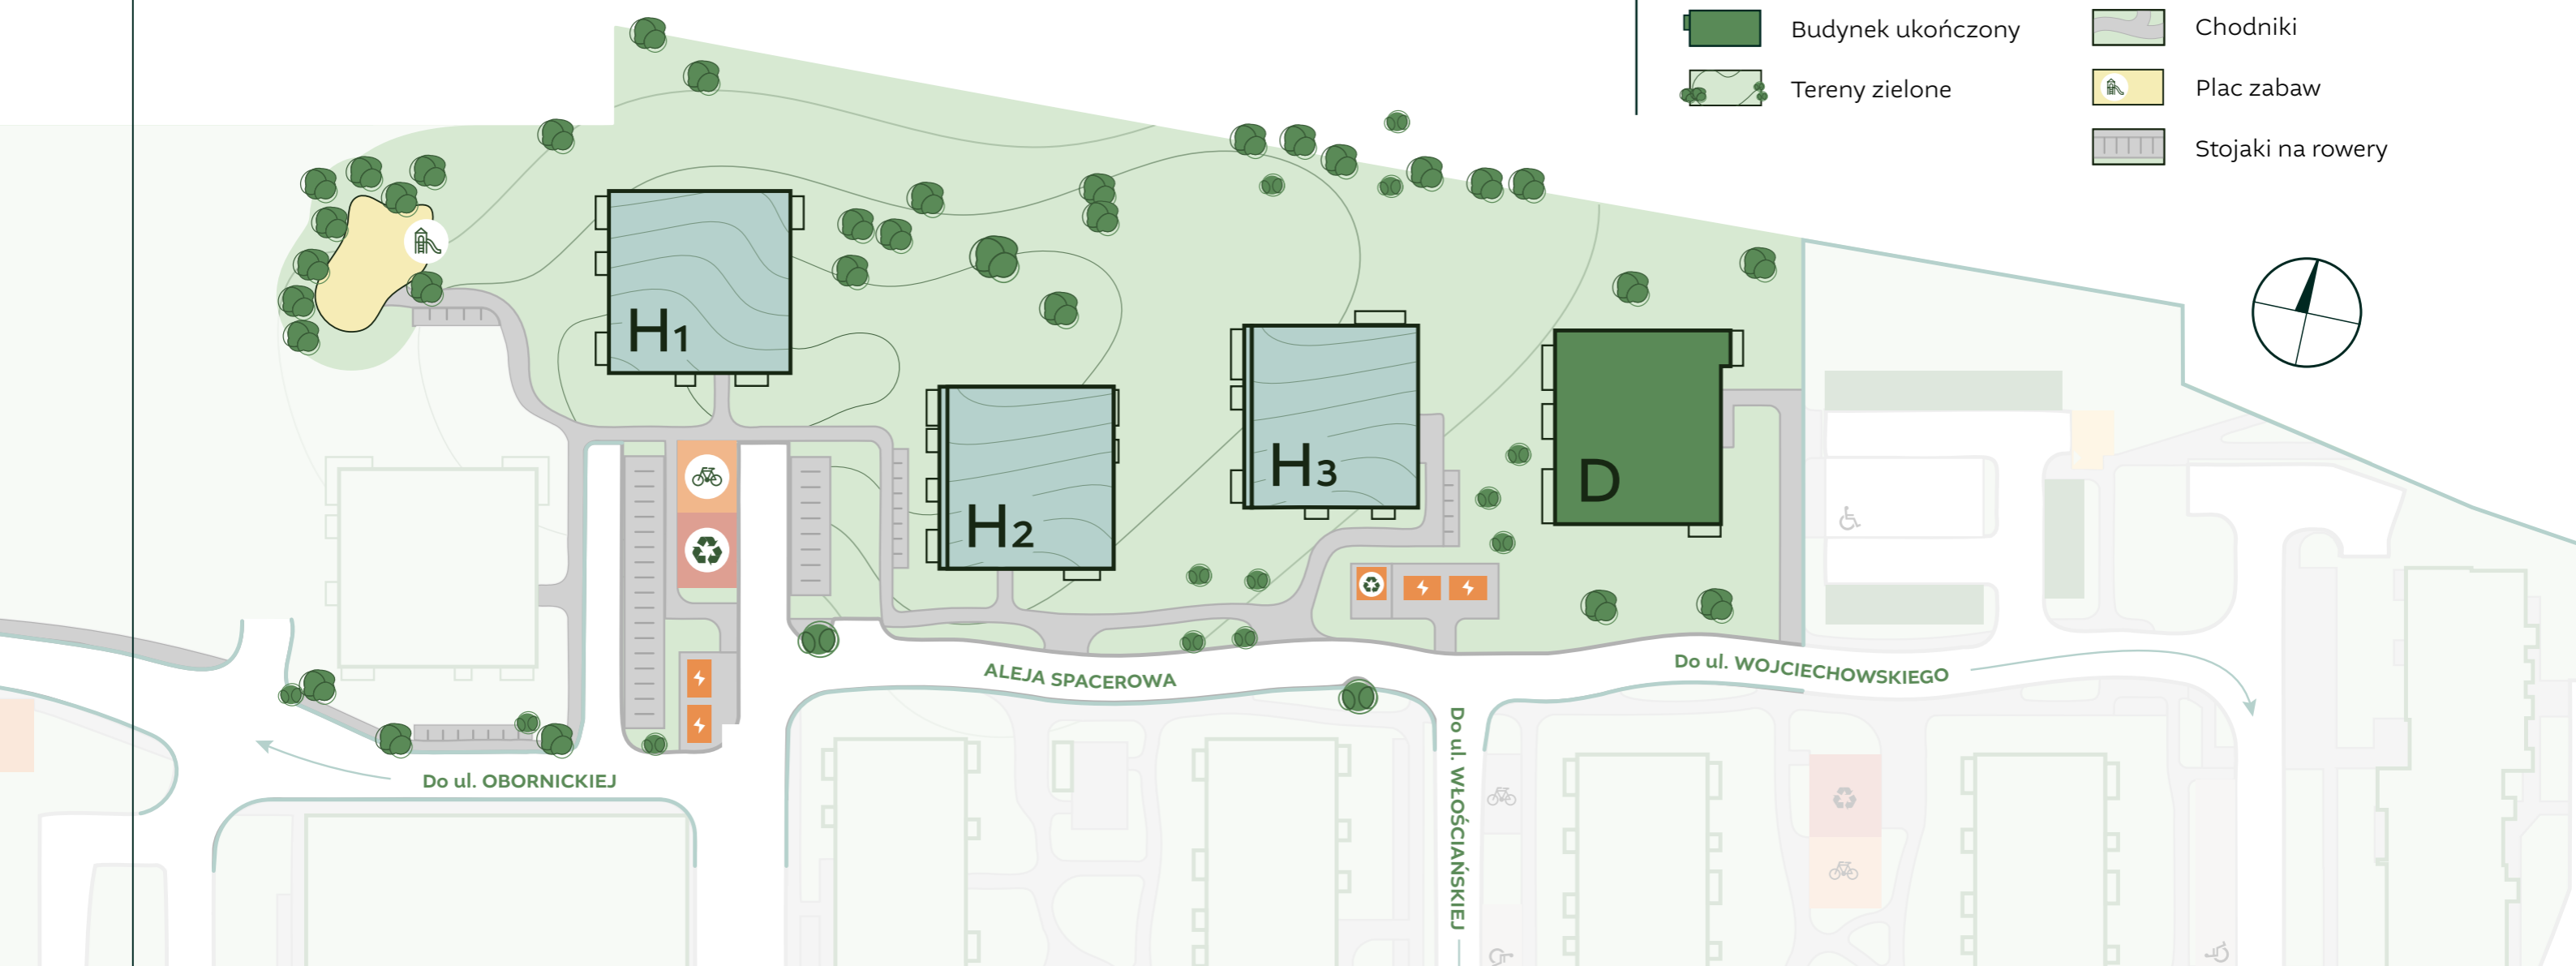 Budynek ukończony
Tereny zielone
Chodniki
Plac zabaw
Stojaki na rowery
H1
H2
H3
D
ALEJA SPACEROWA
Do ul. WOJCIECHOWSKIEGO
Do ul. OBORNICKIEJ
Do ul. WŁOŚCIAŃSKIEJ